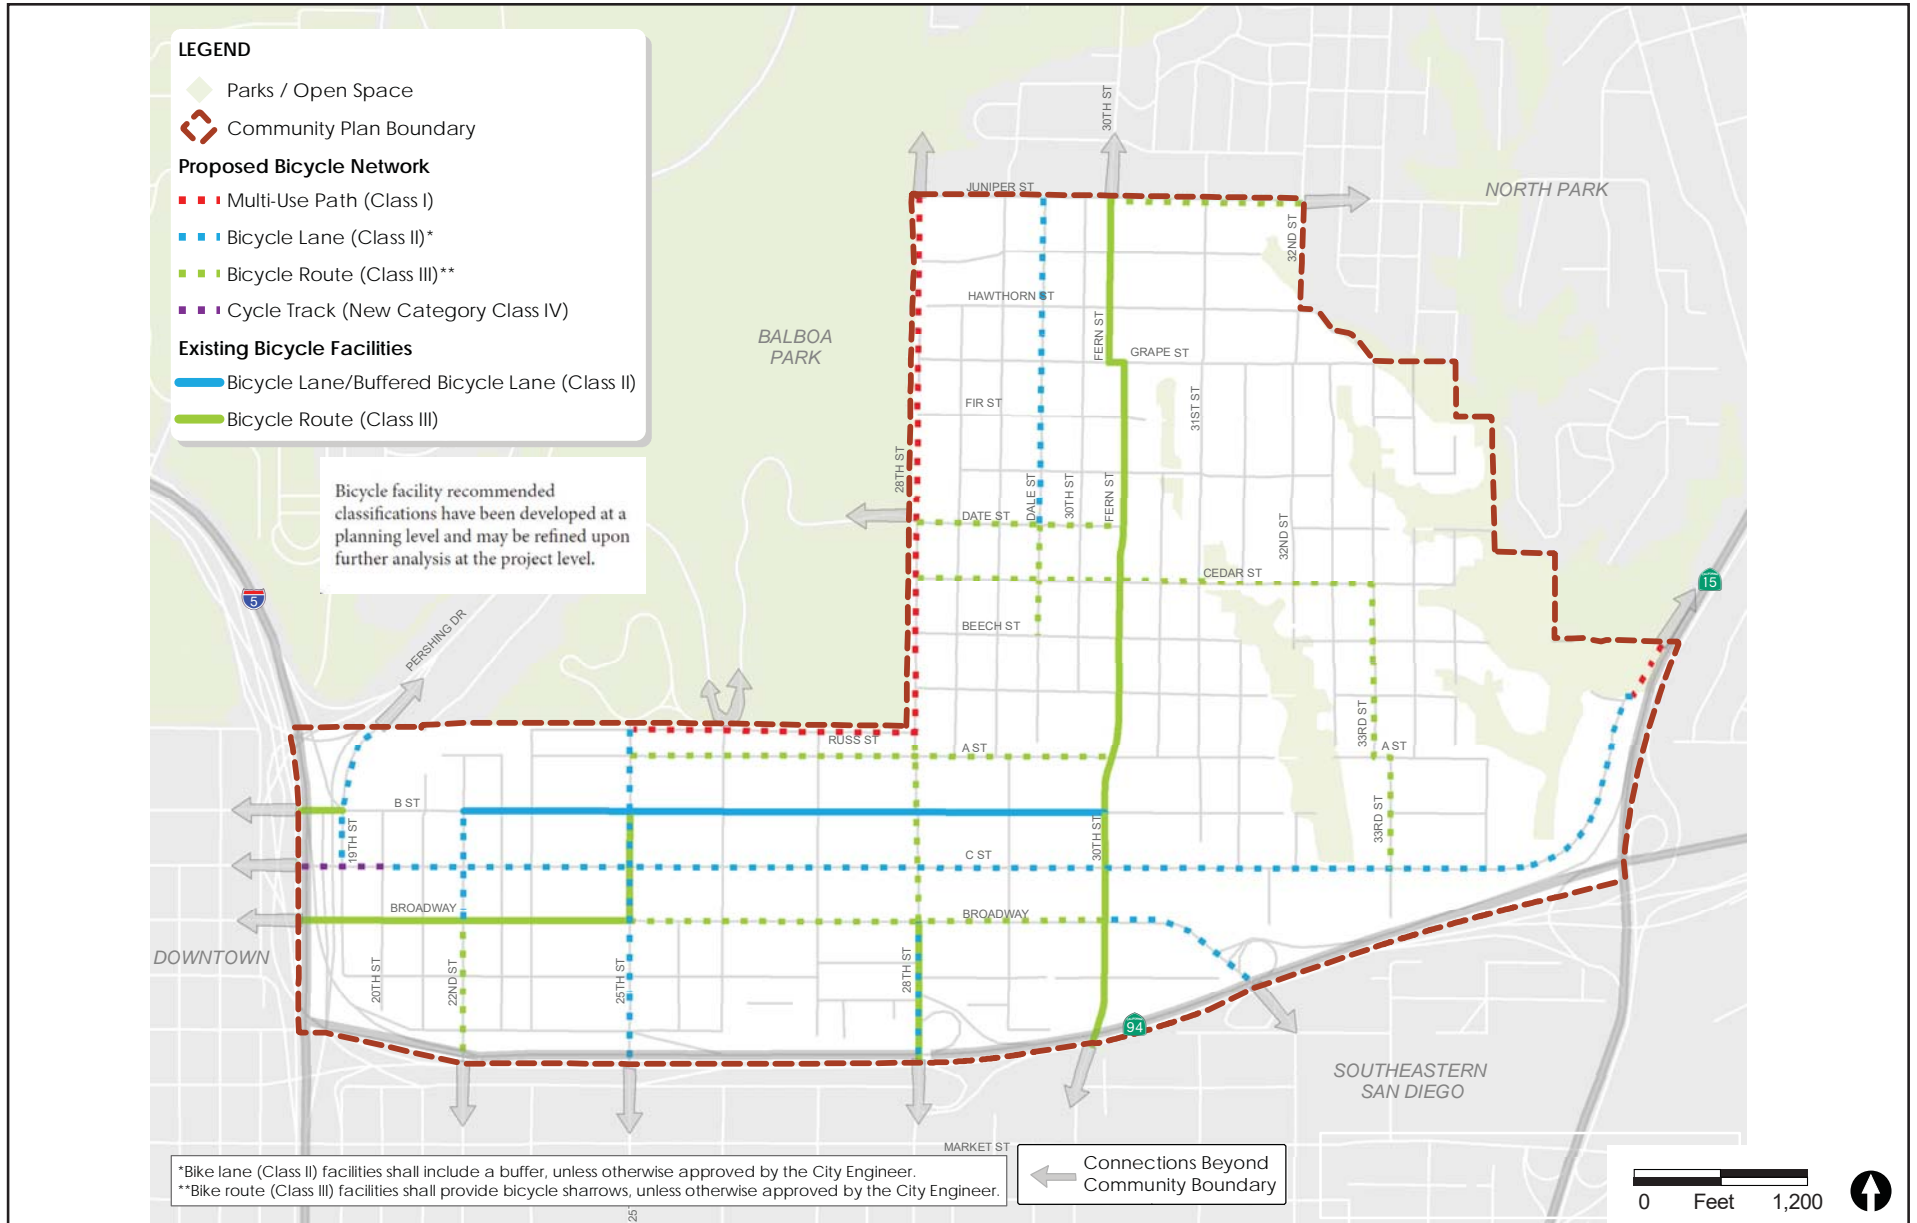 LEGEND
Parks / Open Space
Community Plan Boundary
Proposed Bicycle Network
Multi-Use Path (Class I)
Bicycle Lane (Class II)*
Bicycle Route (Class III)**
Cycle Track (New Category Class IV)
Existing Bicycle Facilities
Bicycle Lane/Buffered Bicycle Lane (Class II)
Bicycle Route (Class III)
Bicycle facility recommended
classifications have been developed at a
planning level and may be refined upon
further analysis at the project level.
30TH ST
JUNIPER ST
NORTH PARK
32ND ST
HAWTHORN ST
BALBOA
PARK
FERN ST
GRAPE ST
FIR ST
31ST ST
28TH ST
DALE ST
30TH ST
FERN ST
DATE ST
32ND ST
CEDAR ST
15
5
BEECH ST
PERSHING DR
33RD ST
RUSS ST
A ST
A ST
B ST
19TH ST
30TH ST
33RD ST
C ST
BROADWAY
BROADWAY
DOWNTOWN
20TH ST
22ND ST
25TH ST
28TH ST
94
SOUTHEASTERN
SAN DIEGO
MARKET ST
*Bike lane (Class II) facilities shall include a buffer, unless otherwise approved by the City Engineer.
**Bike route (Class III) facilities shall provide bicycle sharrows, unless otherwise approved by the City Engineer.
25
Connections Beyond
Community Boundary
0 Feet 1,200